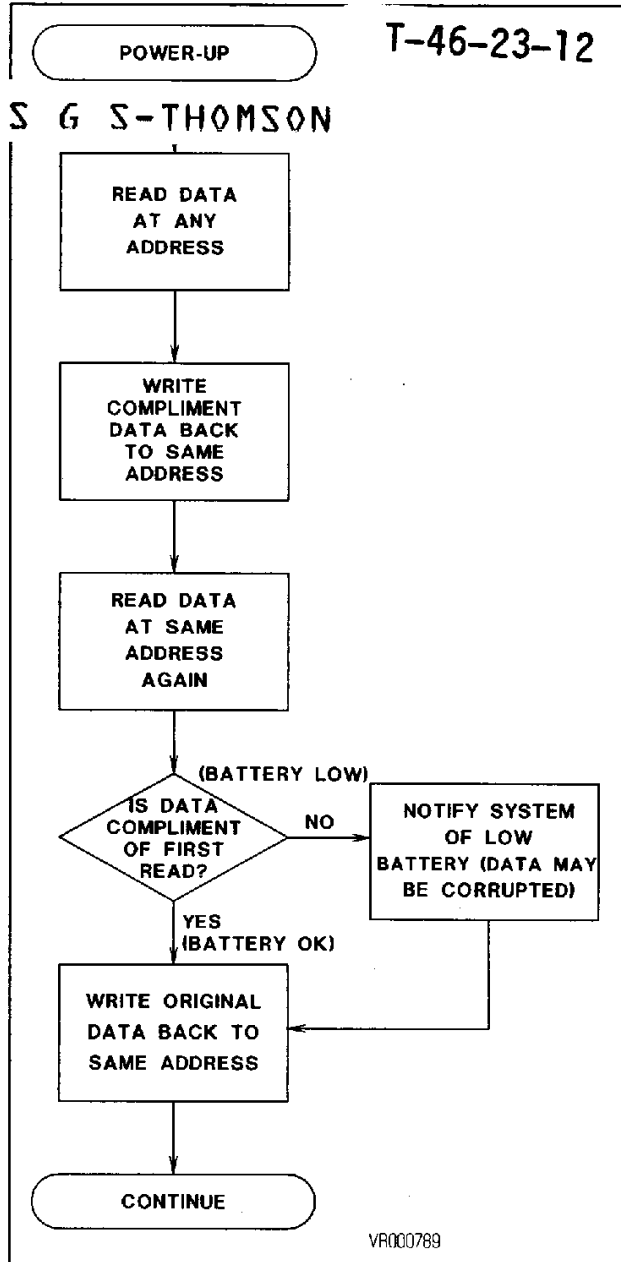 POWER-UP
T-46-23-12
S G S-THOMSON
READ DATA
AT ANY
ADDRESS
WRITE
COMPLIMENT
DATA BACK
TO SAME
ADDRESS
READ DATA
AT SAME
ADDRESS
AGAIN
(BATTERY LOW)
IS DATA
COMPLIMENT
OF FIRST
READ?
NO
NOTIFY SYSTEM
OF LOW
BATTERY (DATA MAY
BE CORRUPTED)
YES
(BATTERY OK)
WRITE ORIGINAL
DATA BACK TO
SAME ADDRESS
CONTINUE
VR000789